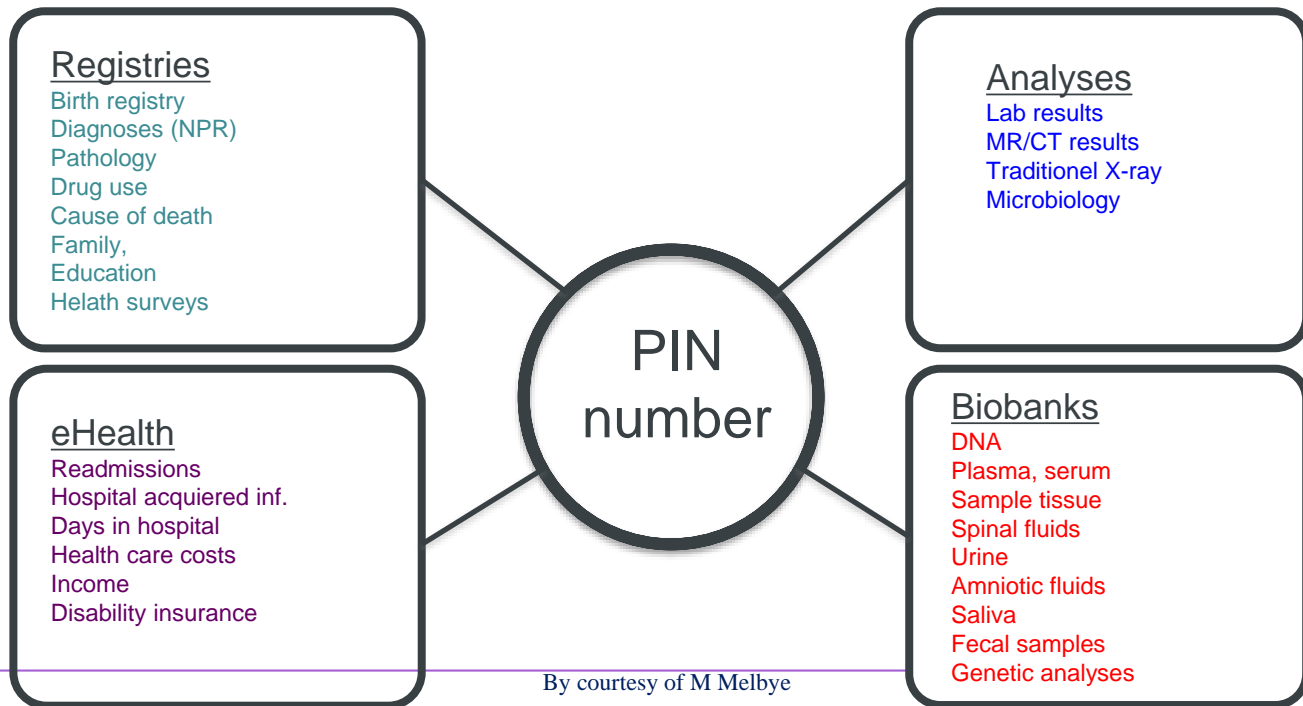 Registries
Birth registry
Diagnoses (NPR)
Pathology
Drug use
Cause of death
Family,
Education
Helath surveys
Analyses
Lab results
MR/CT results
Traditionel X-ray
Microbiology
PIN
number
eHealth
Readmissions
Hospital acquiered inf.
Days in hospital
Health care costs
Income
Disability insurance
Biobanks
DNA
Plasma, serum
Sample tissue
Spinal fluids
Urine
Amniotic fluids
Saliva
Fecal samples
Genetic analyses
By courtesy of M Melbye